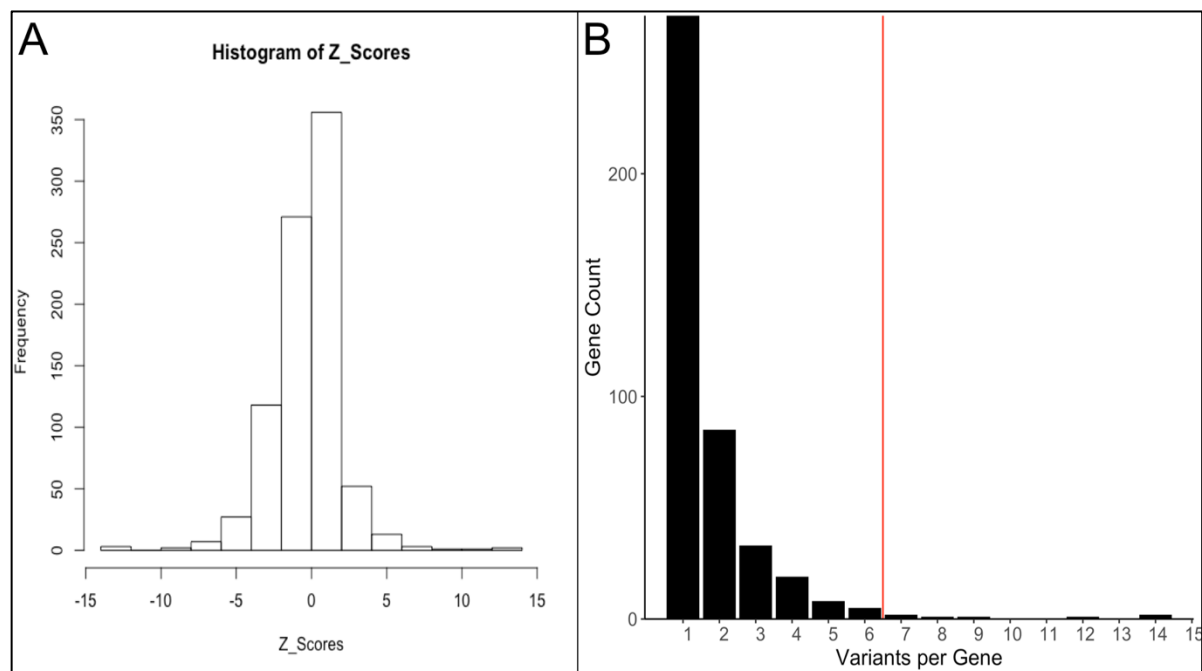 A
Histogram of Z_Scores
Frequency
350
300
250
200
150
100
50
0
-15 -10 -5 0 5 10 15
Z_Scores
B
Gene Count
200
100
0
1 2 3 4 5 6 7 8 9 10 11 12 13 14 15
Variants per Gene